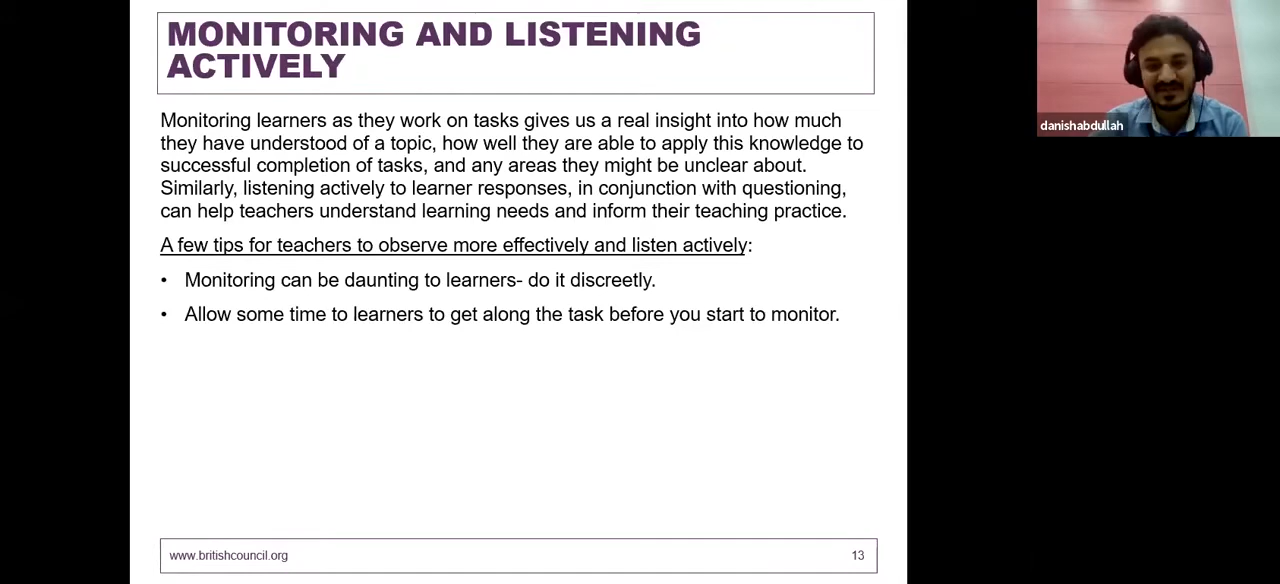 MONITORING AND LISTENING
ACTIVELY
Monitoring learners as they work on tasks gives us a real insight into how much
they have understood of a topic, how well they are able to apply this knowledge to
successful completion of tasks, and any areas they might be unclear about.
Similarly, listening actively to learner responses, in conjunction with questioning,
can help teachers understand learning needs and inform their teaching practice.
A few tips for teachers to observe more effectively and listen actively:
• Monitoring can be daunting to learners- do it discreetly.
• Allow some time to learners to get along the task before you start to monitor.
www.britishcouncil.org 13
danishabdullah